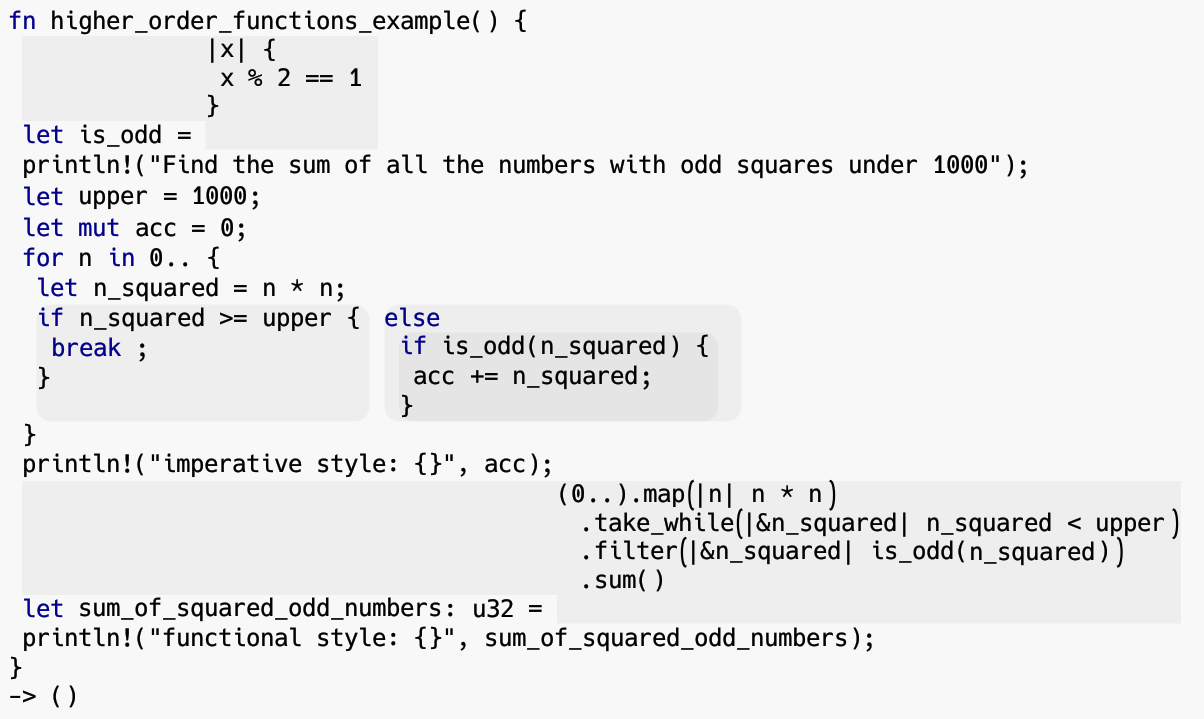 fn higher_order_functions_example() {
|x| {
x % 2 == 1
}
let is_odd =
println!("Find the sum of all the numbers with odd squares under 1000");
let upper = 1000;
let mut acc = 0;
for n in 0.. {
let n_squared = n * n;
if n_squared >= upper { else
break ; if is_odd(n_squared) {
} acc += n_squared;
}
}
println!("imperative style: {}", acc);
(0..).map(|n| n * n)
.take_while(|&n_squared| n_squared < upper)
.filter(|&n_squared| is_odd(n_squared))
.sum()
let sum_of_squared_odd_numbers: u32 =
println!("functional style: {}", sum_of_squared_odd_numbers);
}
-> ()